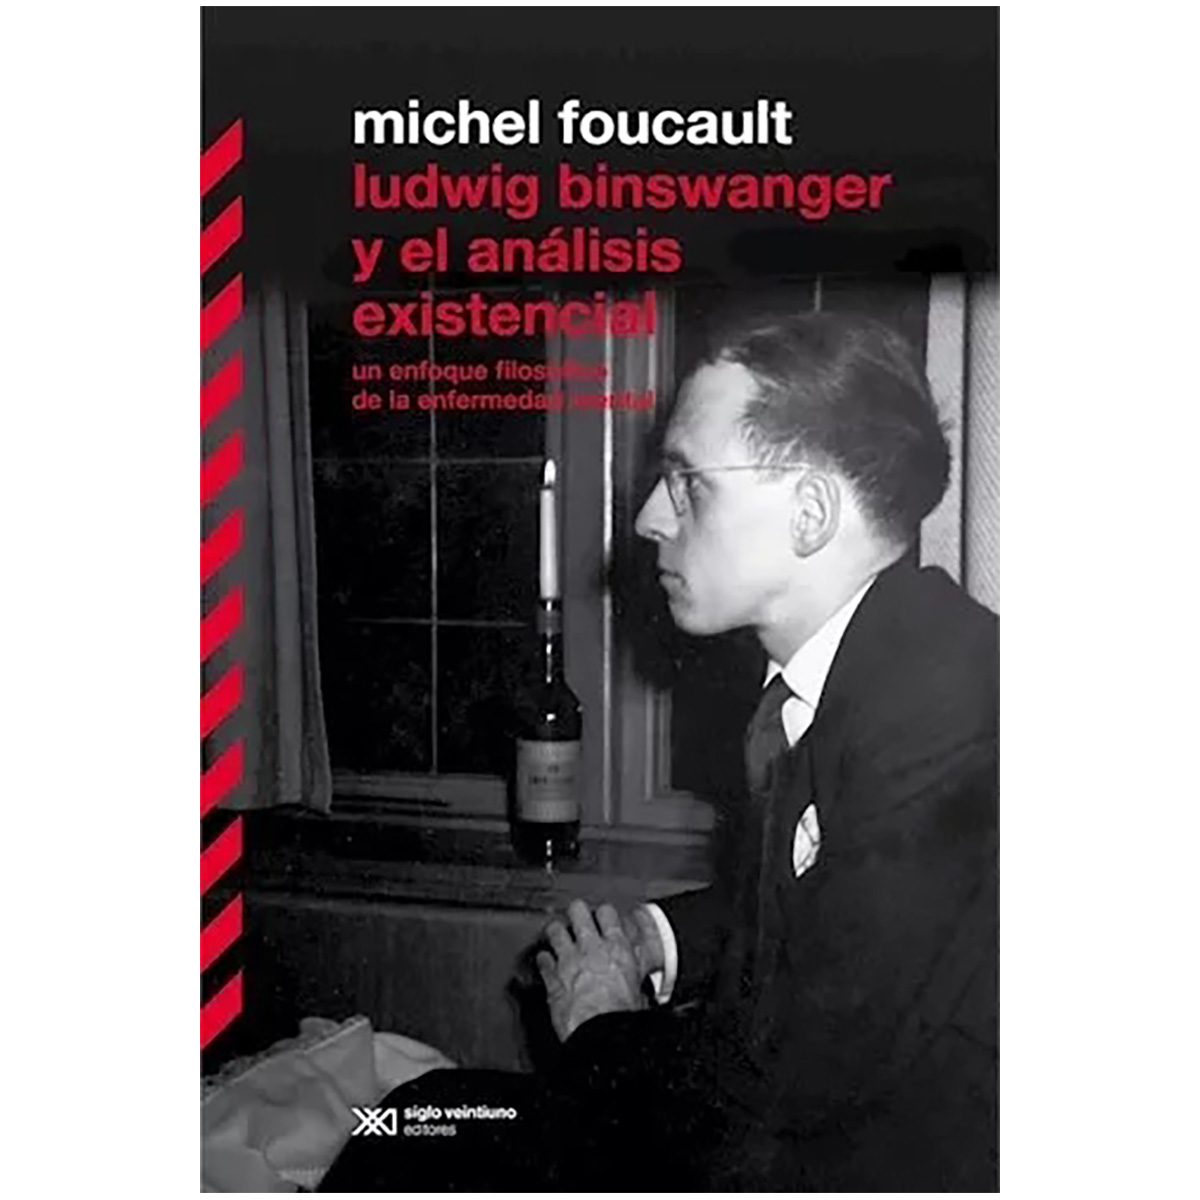 michel foucault
ludwig binswanger
y el análisis
existencial
un enfoque filosófico
de la enfermedad mental
siglo veintiuno
editores